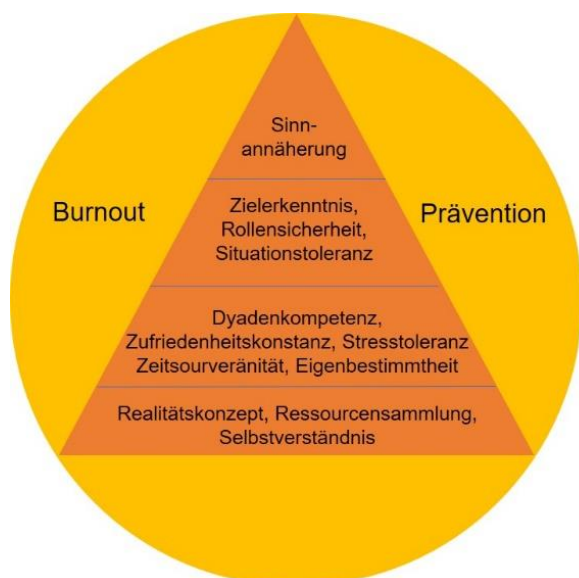 Sinn-
annäherung
Burnout
Prävention
Zielerkenntnis,
Rollensicherheit,
Situationstoleranz
Dyadenkompetenz,
Zufriedenheitskonstanz, Stresstoleranz
Zeitsourveränität, Eigenbestimmtheit
Realitätskonzept, Ressourcensammlung,
Selbstverständnis